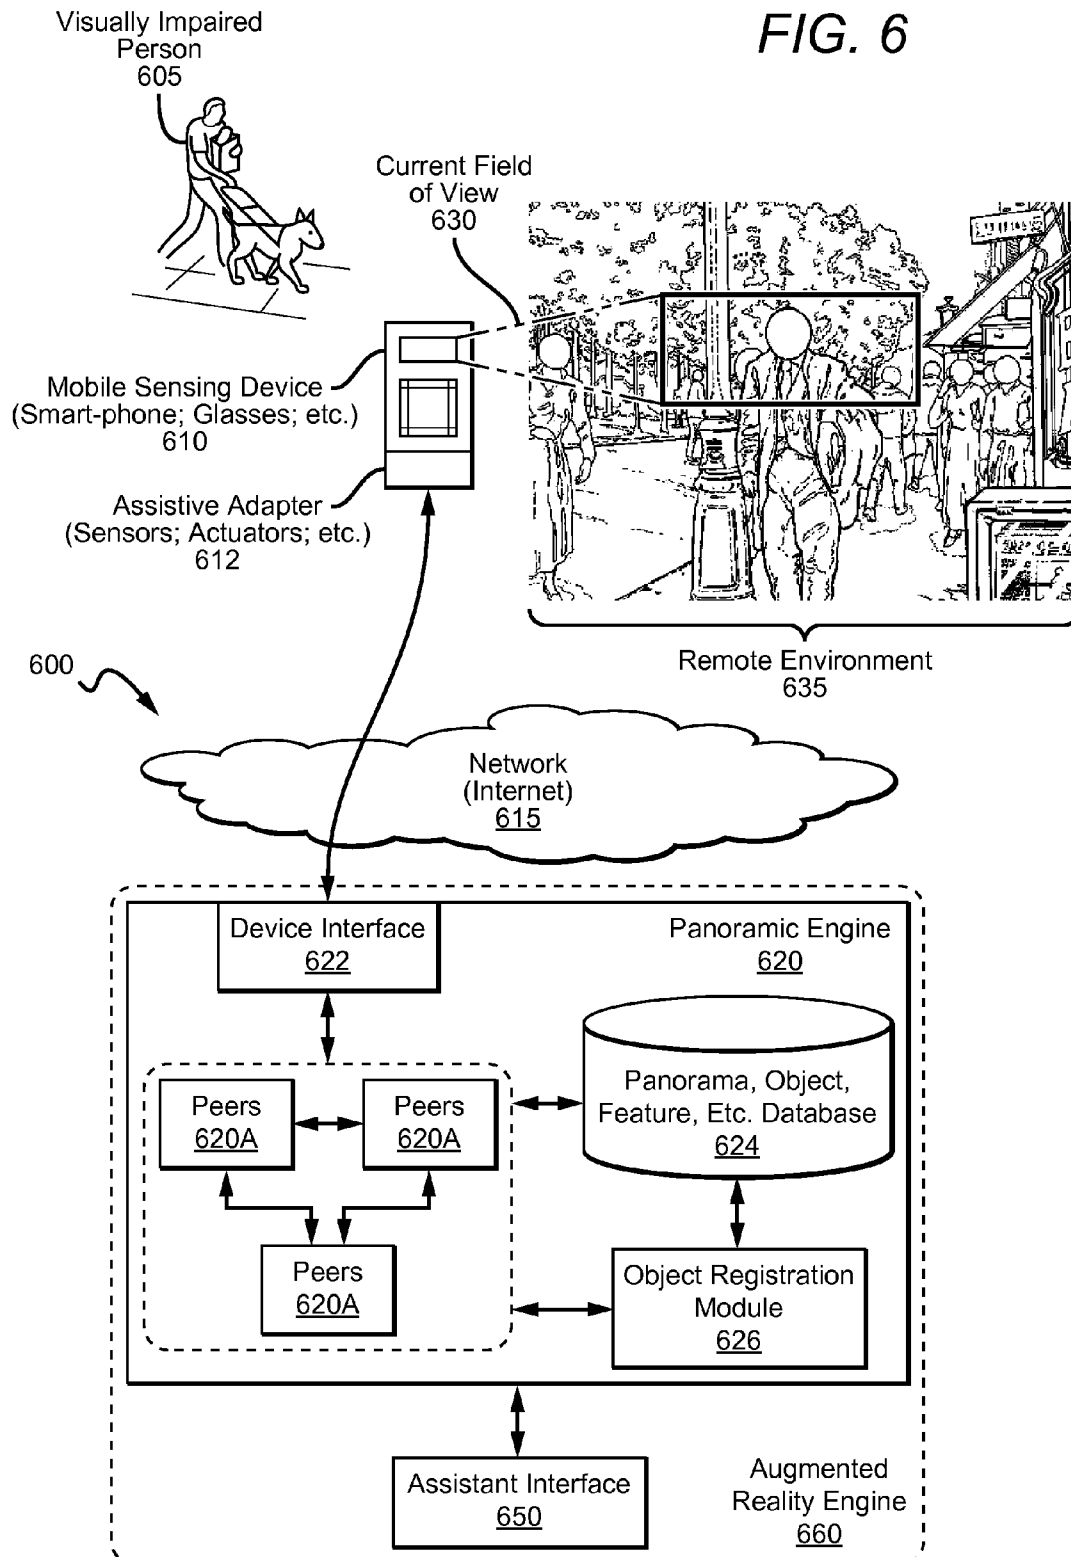 FIG. 6
Visually Impaired
Person
605
Current Field
of View
630
Mobile Sensing Device
(Smart-phone; Glasses; etc.)
610
Assistive Adapter
(Sensors; Actuators; etc.)
612
Remote Environment
635
600
Network
(Internet)
615
Device Interface
622
Panoramic Engine
620
Peers
620A
Peers
620A
Peers
620A
Panorama, Object,
Feature, Etc. Database
624
Object Registration
Module
626
Assistant Interface
650
Augmented
Reality Engine
660